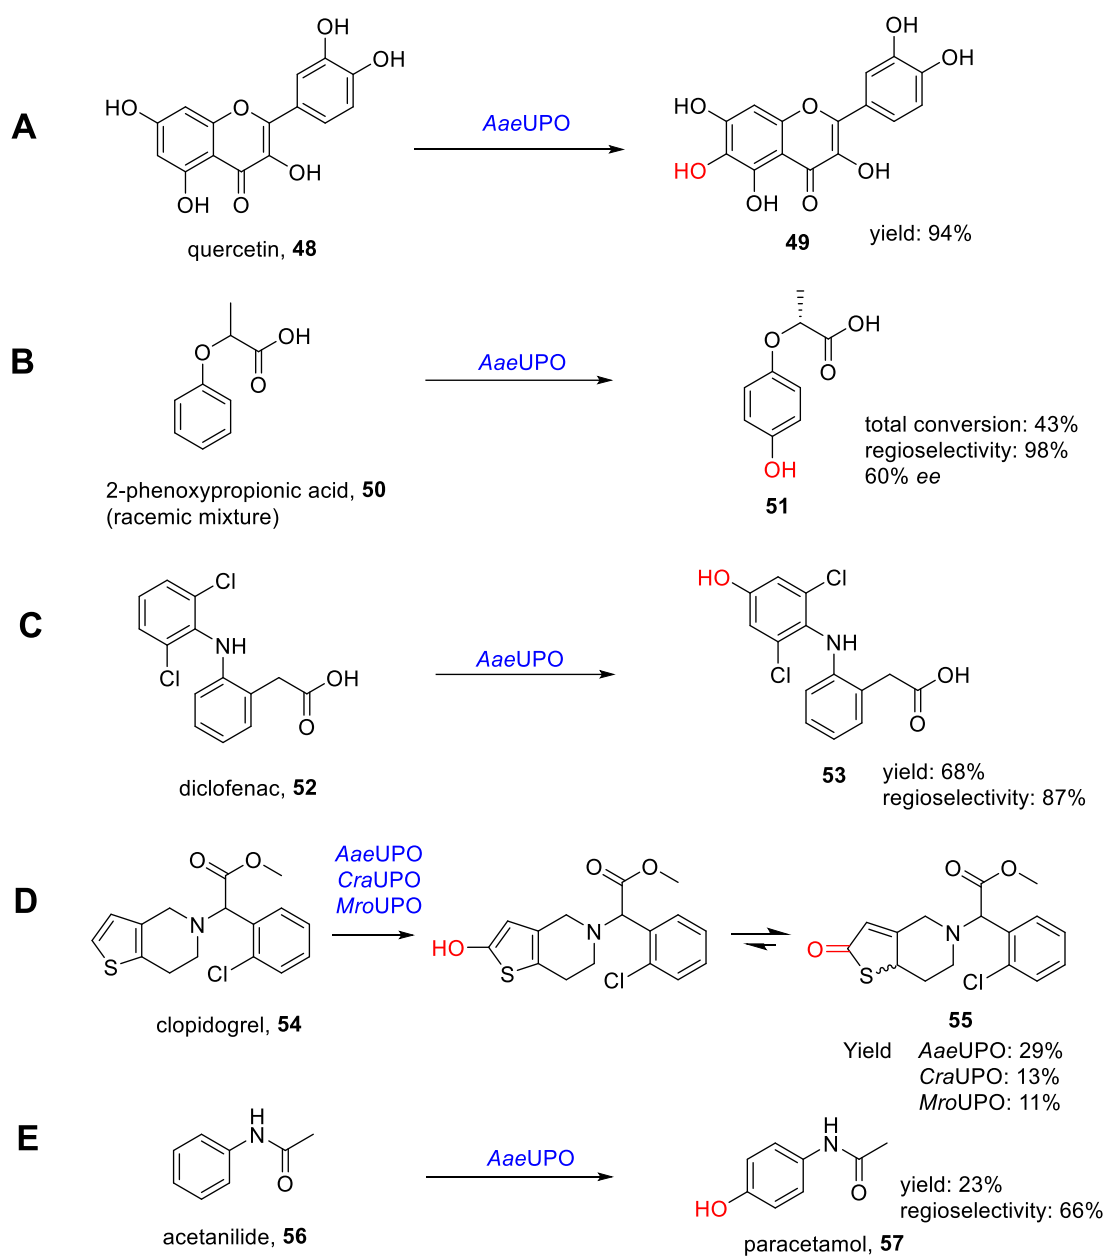 A
OH
OH
HO
O
OH
OH
O
quercetin, 48
AaeUPO
OH
OH
HO
O
HO
OH
OH
O
49
yield: 94%
B
OH
O
O
2-phenoxypropionic acid, 50
(racemic mixture)
AaeUPO
OH
O
O
OH
51
total conversion: 43%
regioselectivity: 98%
60% ee
C
Cl
NH
Cl
OH
O
diclofenac, 52
AaeUPO
HO
Cl
NH
Cl
OH
O
53
yield: 68%
regioselectivity: 87%
D
O
O
N
S
Cl
clopidogrel, 54
AaeUPO
CraUPO
MroUPO
O
O
N
HO
S
Cl
O
O
N
O
S
Cl
55
Yield AaeUPO: 29%
CraUPO: 13%
MroUPO: 11%
E
H
N
O
acetanilide, 56
AaeUPO
H
N
O
HO
paracetamol, 57
yield: 23%
regioselectivity: 66%